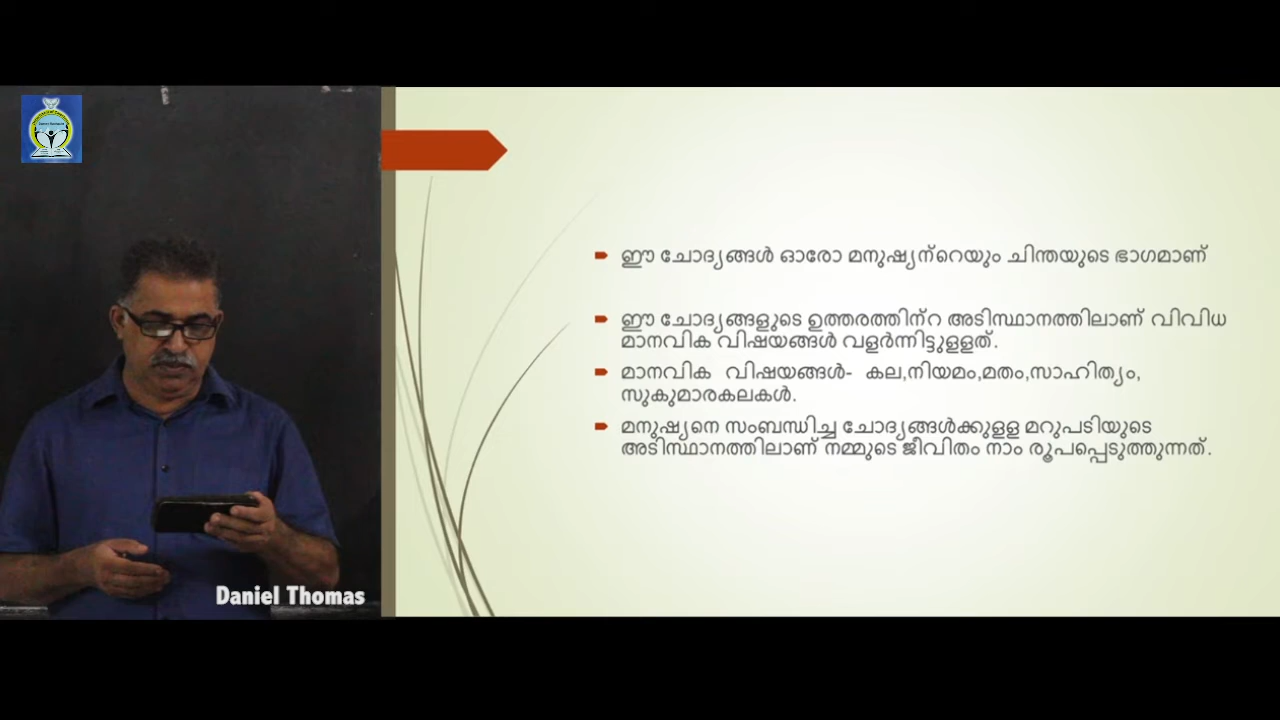 ഈ ചോദ്യങ്ങൾ ഓരോ മനുഷ്യന്റെയും ചിന്തയുടെ ഭാഗമാണ്
ഈ ചോദ്യങ്ങളുടെ ഉത്തരത്തിന്റ അടിസ്ഥാനത്തിലാണ് വിവിധ
മാനവിക വിഷയങ്ങൾ വളർന്നിട്ടുളളത്.
മാനവിക വിഷയങ്ങൾ- കല,നിയമം,മതം,സാഹിത്യം,
സുകുമാരകലകൾ.
മനുഷ്യനെ സംബന്ധിച്ച ചോദ്യങ്ങൾക്കുളള മറുപടിയുടെ
അടിസ്ഥാനത്തിലാണ് നമ്മുടെ ജീവിതം നാം രൂപപ്പെടുത്തുന്നത്.
Daniel Thomas